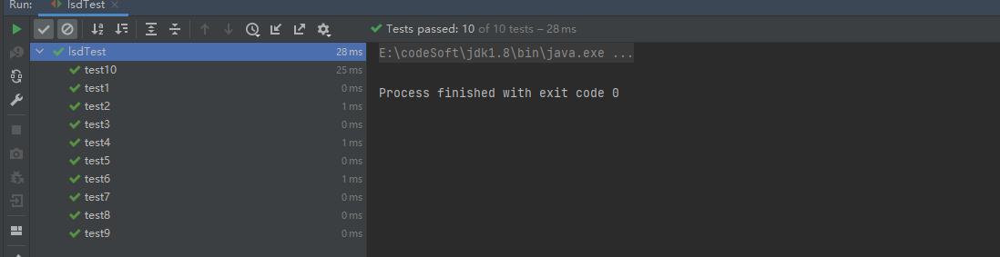 Run: lsdTest ×
Tests passed: 10 of 10 tests – 28 ms
lsdTest 28 ms
test10 25 ms
test1 0 ms
test2 1 ms
test3 0 ms
test4 1 ms
test5 0 ms
test6 1 ms
test7 0 ms
test8 0 ms
test9 0 ms
E:\codeSoft\jdk1.8\bin\java.exe ...
Process finished with exit code 0